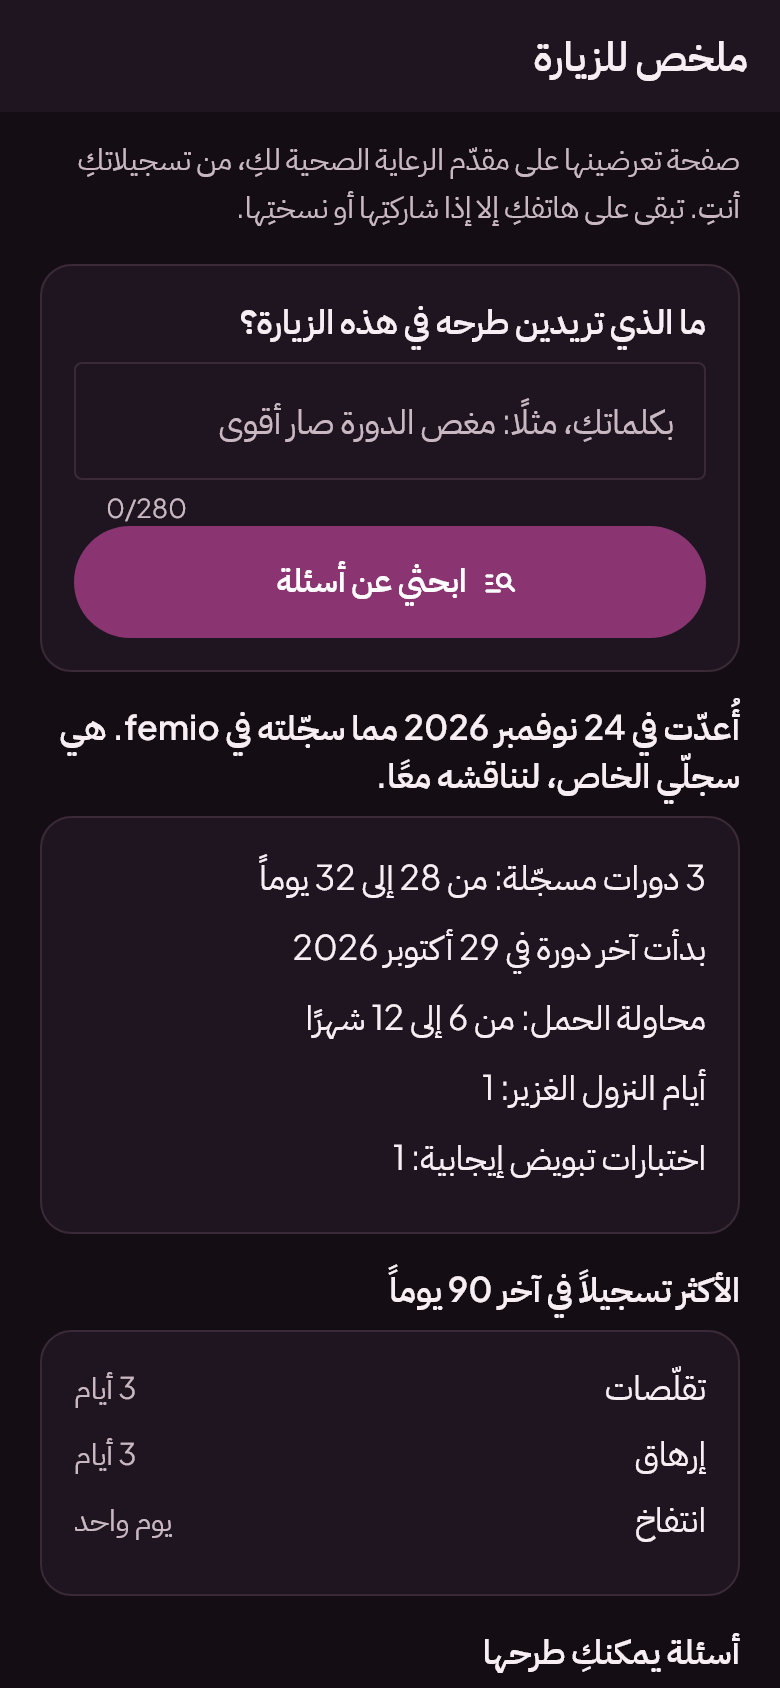 ملخص للزيارة
صفحة تعرضينها على مقدّم الرعاية الصحية لكِ، من تسجيلاتكِ
أنتِ. تبقى على هاتفكِ إلا إذا شاركتِها أو نسختِها.
ما الذي تريدين طرحه في هذه الزيارة؟
بكلماتكِ، مثلًا: مغص الدورة صار أقوى
0/280
ابحثي عن أسئلة
أُعدّت في 24 نوفمبر 2026 مما سجّلته في femio. هي
سجلّي الخاص، لنناقشه معًا.
3 دورات مسجّلة: من 28 إلى 32 يوماً
بدأت آخر دورة في 29 أكتوبر 2026
محاولة الحمل: من 6 إلى 12 شهرًا
أيام النزول الغزير: 1
اختبارات تبويض إيجابية: 1
الأكثر تسجيلاً في آخر 90 يوماً
تقلّصات
3 أيام
إرهاق
3 أيام
انتفاخ
يوم واحد
أسئلة يمكنكِ طرحها